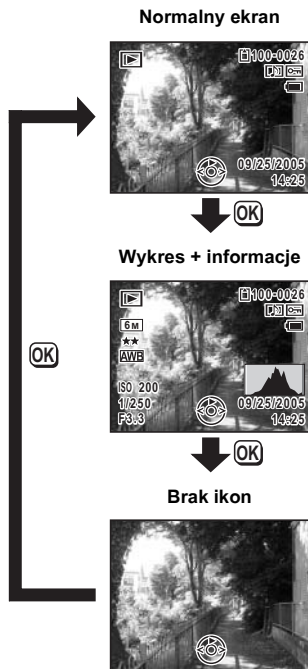 Normalny ekran
100-0026
09/25/2005
14:25
OK
Wykres + informacje
100-0026
6M
AWB
ISO 200
1/250
F3.3
09/25/2005
14:25
OK
OK
Brak ikon